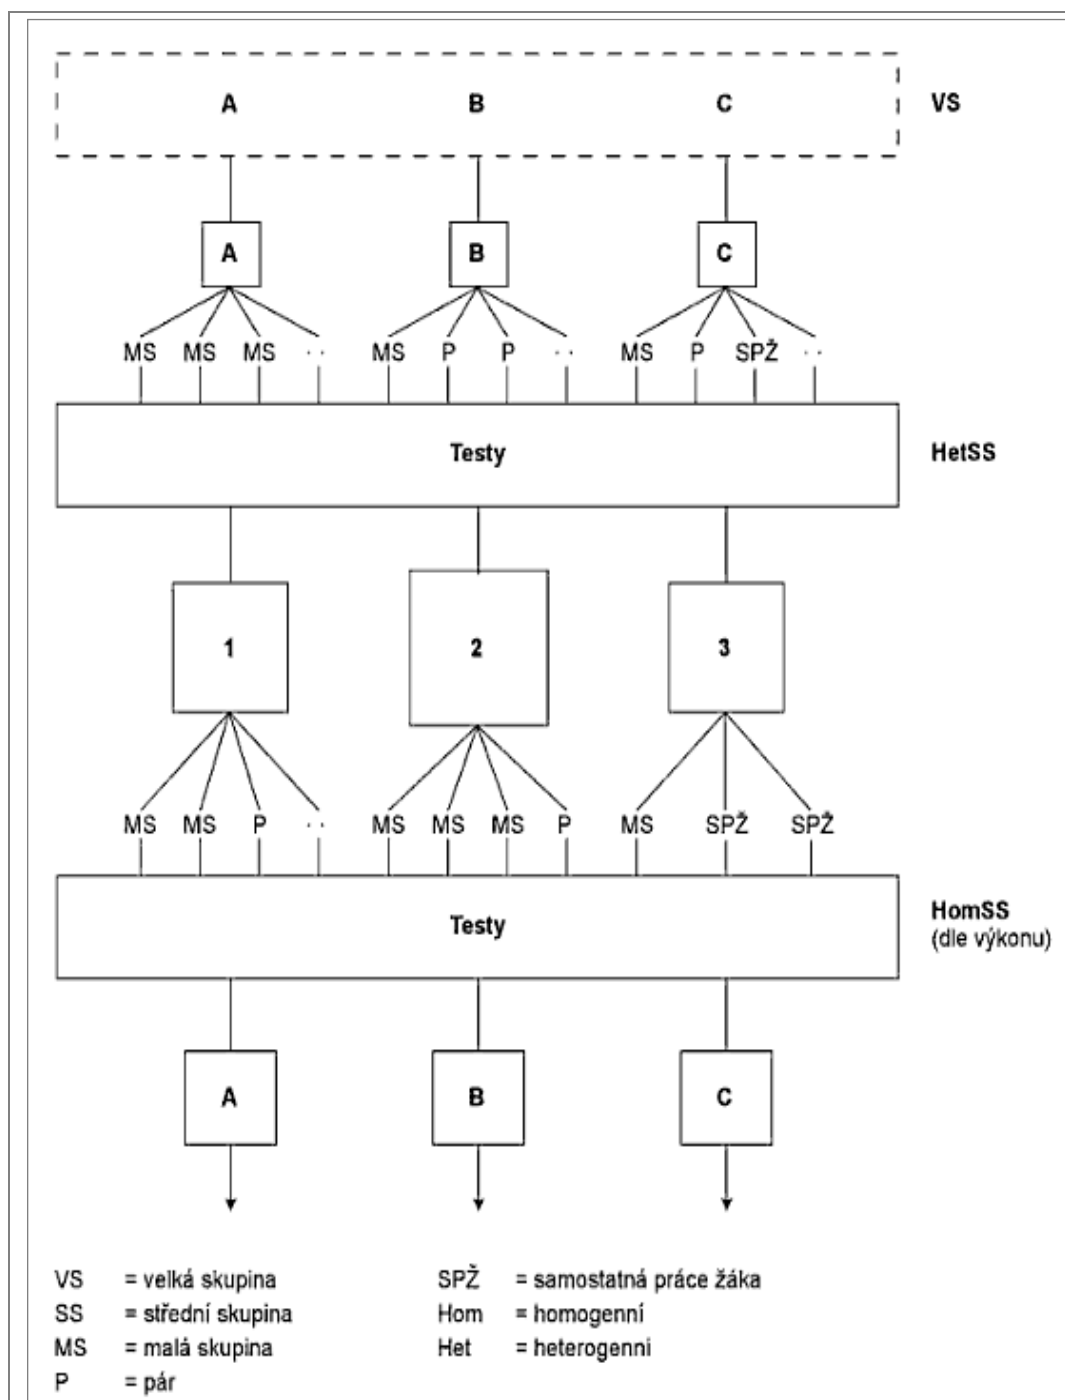 A B C VS
A B C
MS MS MS . . MS P P . . MS P SPŽ . .
Testy HetSS
1 2 3
MS MS P . . MS MS MS P MS SPŽ SPŽ
Testy HomSS
(dle výkonu)
A B C
VS = velká skupina SPŽ = samostatná práce žáka
SS = střední skupina Hom = homogenní
MS = malá skupina Het = heterogenní
P = pár